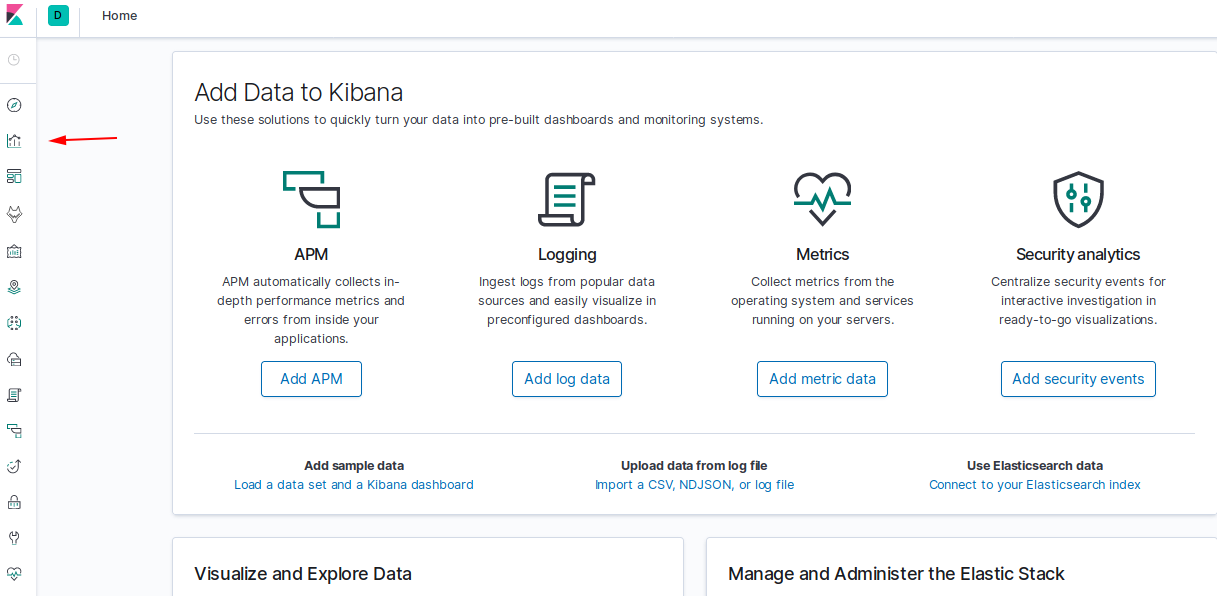 D
Home
Add Data to Kibana
Use these solutions to quickly turn your data into pre-built dashboards and monitoring systems.
APM
APM automatically collects in-
depth performance metrics and
errors from inside your
applications.
Add APM
Logging
Ingest logs from popular data
sources and easily visualize in
preconfigured dashboards.
Add log data
Metrics
Collect metrics from the
operating system and services
running on your servers.
Add metric data
Security analytics
Centralize security events for
interactive investigation in
ready-to-go visualizations.
Add security events
Add sample data
Load a data set and a Kibana dashboard
Upload data from log file
Import a CSV, NDJSON, or log file
Use Elasticsearch data
Connect to your Elasticsearch index
Visualize and Explore Data
Manage and Administer the Elastic Stack